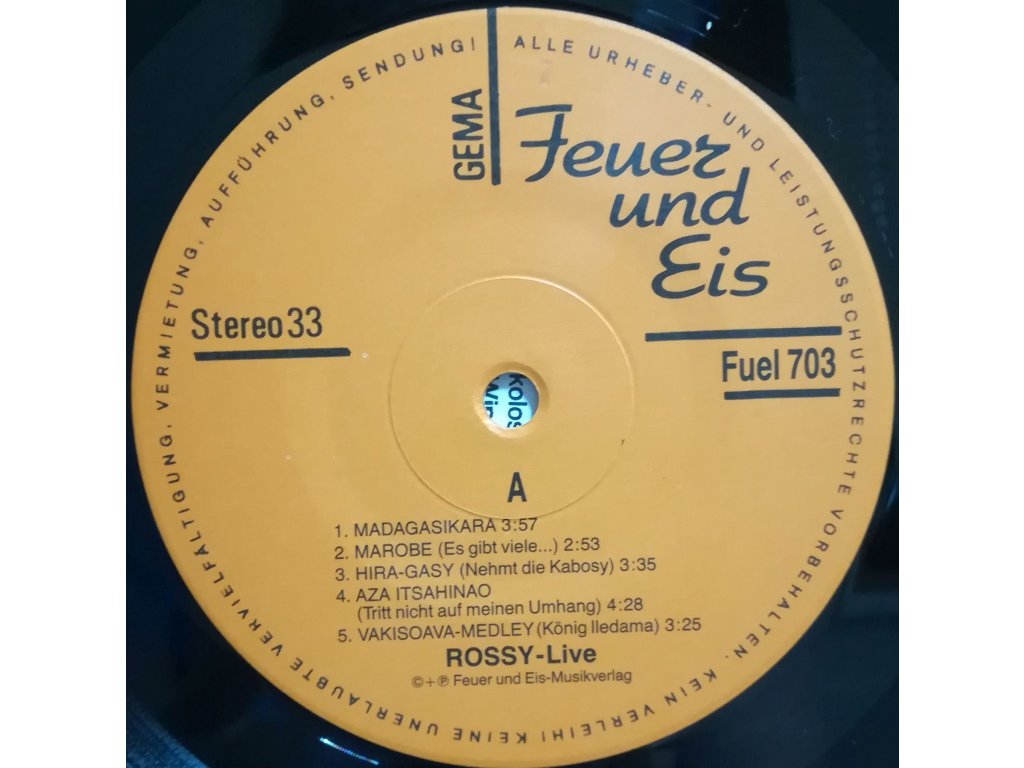 ALLE URHEBER- UND LEISTUNGSSCHUTZRECHTE VORBEHALTEN. KEIN VERLEIH! KEINE UNERLAUBTE VERVIELFALTIGUNG, VERMIETUNG, AUFFÜHRUNG, SENDUNG!
GEMA
Feuer
und
Eis
Stereo 33
Fuel 703
kolos
A
1. MADAGASIKARA 3:57
2. MAROBE (Es gibt viele...) 2:53
3. HIRA-GASY (Nehmt die Kabosy) 3:35
4. AZA ITSAHINAO
(Tritt nicht auf meinen Umhang) 4:28
5. VAKISOAVA-MEDLEY (König Iledama) 3:25
ROSSY-Live
©+℗ Feuer und Eis-Musikverlag